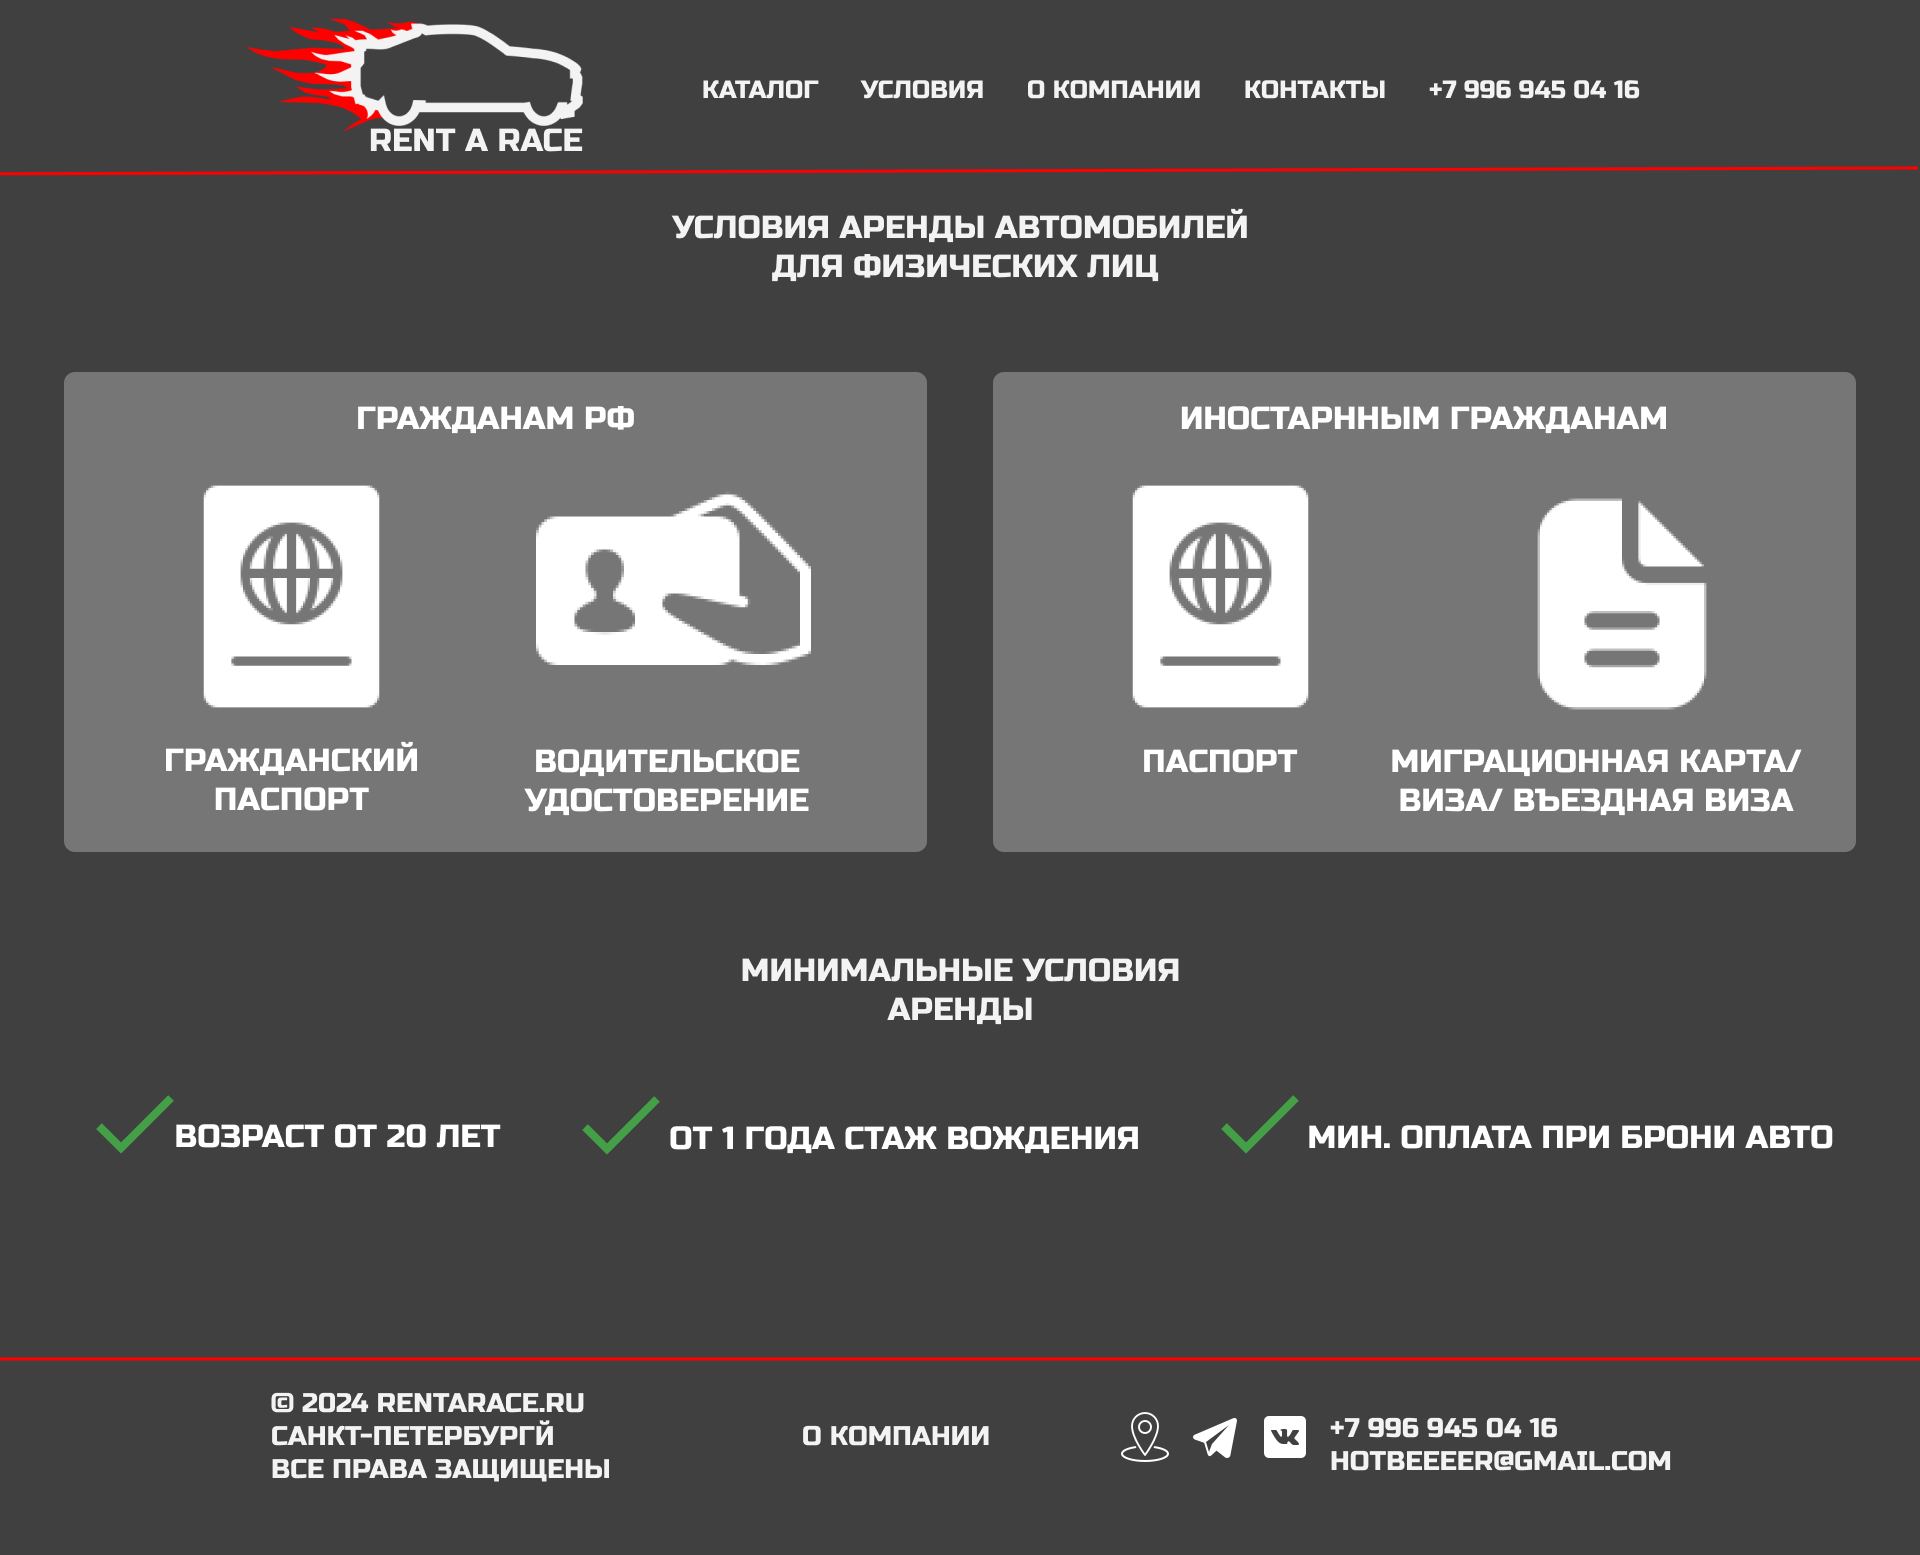 RENT A RACE
КАТАЛОГ УСЛОВИЯ О КОМПАНИИ КОНТАКТЫ +7 996 945 04 16
УСЛОВИЯ АРЕНДЫ АВТОМОБИЛЕЙ
ДЛЯ ФИЗИЧЕСКИХ ЛИЦ
ГРАЖДАНАМ РФ
ГРАЖДАНСКИЙ
ПАСПОРТ
ВОДИТЕЛЬСКОЕ
УДОСТОВЕРЕНИЕ
ИНОСТАРННЫМ ГРАЖДАНАМ
ПАСПОРТ
МИГРАЦИОННАЯ КАРТА/
ВИЗА/ ВЪЕЗДНАЯ ВИЗА
МИНИМАЛЬНЫЕ УСЛОВИЯ
АРЕНДЫ
ВОЗРАСТ ОТ 20 ЛЕТ
ОТ 1 ГОДА СТАЖ ВОЖДЕНИЯ
МИН. ОПЛАТА ПРИ БРОНИ АВТО
© 2024 RENTARACE.RU
САНКТ-ПЕТЕРБУРГЙ
ВСЕ ПРАВА ЗАЩИЩЕНЫ
О КОМПАНИИ
+7 996 945 04 16
HOTBEEEER@GMAIL.COM